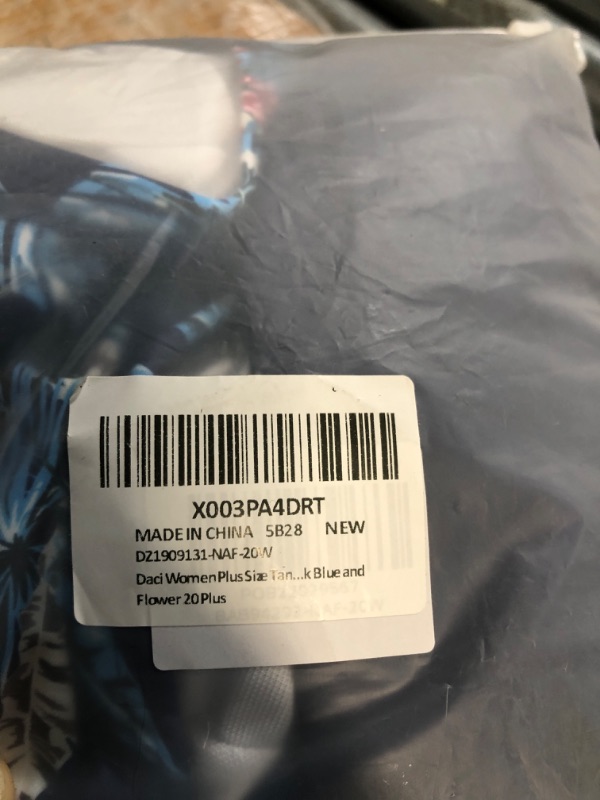 X003PA4DRT
MADE IN CHINA 5B28 NEW
DZ1909131-NAF-20W
Daci Women Plus Size Tan...k Blue and
Flower 20 Plus